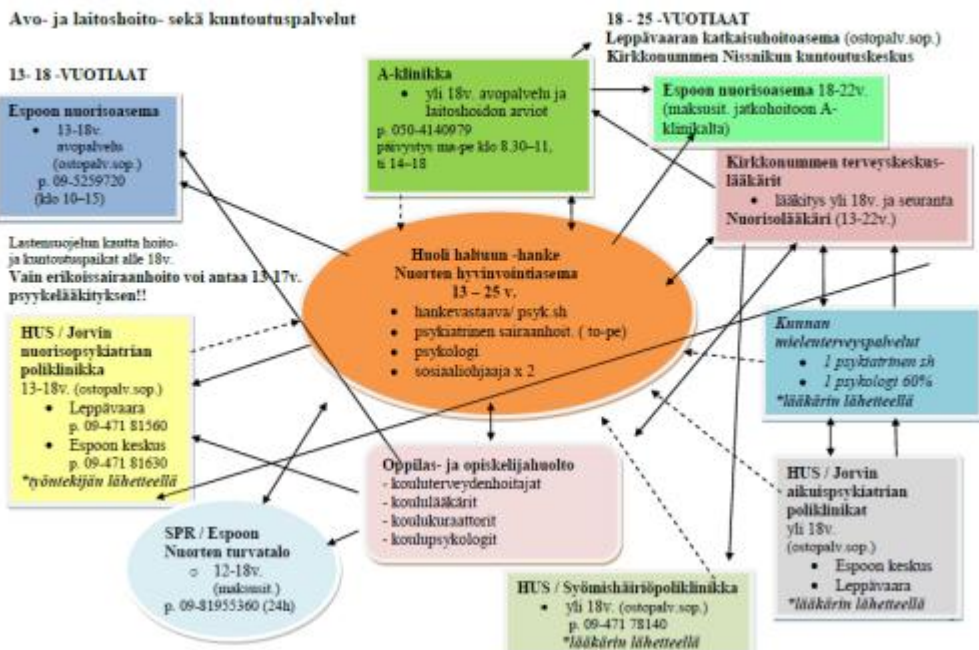 Avo- ja laitoshoito- sekä kuntoutuspalvelut
18 - 25 -VUOTIAAT
Leppävaaran katkaisuhoitoasema (ostopalv.sop.)
Kirkkonummen Nissnikun kuntoutuskeskus
13- 18 -VUOTIAAT
Espoon nuorisoasema
• 13-18v.
avopalvelu
(ostopalv.sop.)
p. 09-5259720
(klo 10–15)
A-klinikka
• yli 18v. avopalvelu ja
laitoshoidon arviot
p. 050-4140979
päivystys ma-pe klo 8.30–11,
ti 14–18
Espoon nuorisoasema 18-22v.
(maksusit. jatkohoitoon A-
klinikalta)
Kirkkonummen terveyskeskus-
lääkärit
• lääkitys yli 18v. ja seuranta
Nuorisolääkäri (13-22v.)
Lastensuojelun kautta hoito-
ja kuntoutuspaikat alle 18v.
Vain erikoissairaanhoito voi antaa 13-17v.
psyykelääkityksen!!
Huoli haltuun -hanke
Nuorten hyvinvointiasema
13 – 25 v.
• hankevastaava/ psyk.sh
• psykiatrinen sairaanhoit. ( to-pe)
• psykologi
• sosiaaliohjaaja x 2
HUS / Jorvin
nuorisopsykiatrian
poliklinikka
13-18v. (ostopalv.sop.)
• Leppävaara
p. 09-471 81560
• Espoon keskus
p. 09-471 81630
*työntekijän lähetteellä
Kunnan
mielenterveyspalvelut
• 1 psykiatrinen sh
• 1 psykologi 60%
*lääkärin lähetteellä
Oppilas- ja opiskelijahuolto
- kouluterveydenhoitajat
- koululääkärit
- koulukuraattorit
- koulupsykologit
HUS / Jorvin
aikuispsykiatrian
poliklinikat
yli 18v.
(ostopalv.sop.)
• Espoon keskus
• Leppävaara
*lääkärin lähetteellä
SPR / Espoon
Nuorten turvatalo
○ 12-18v.
(maksusit.)
p. 09-81955360 (24h)
HUS / Syömishäiriöpoliklinikka
• yli 18v. (ostopalv.sop.)
p. 09-471 78140
*lääkärin lähetteellä